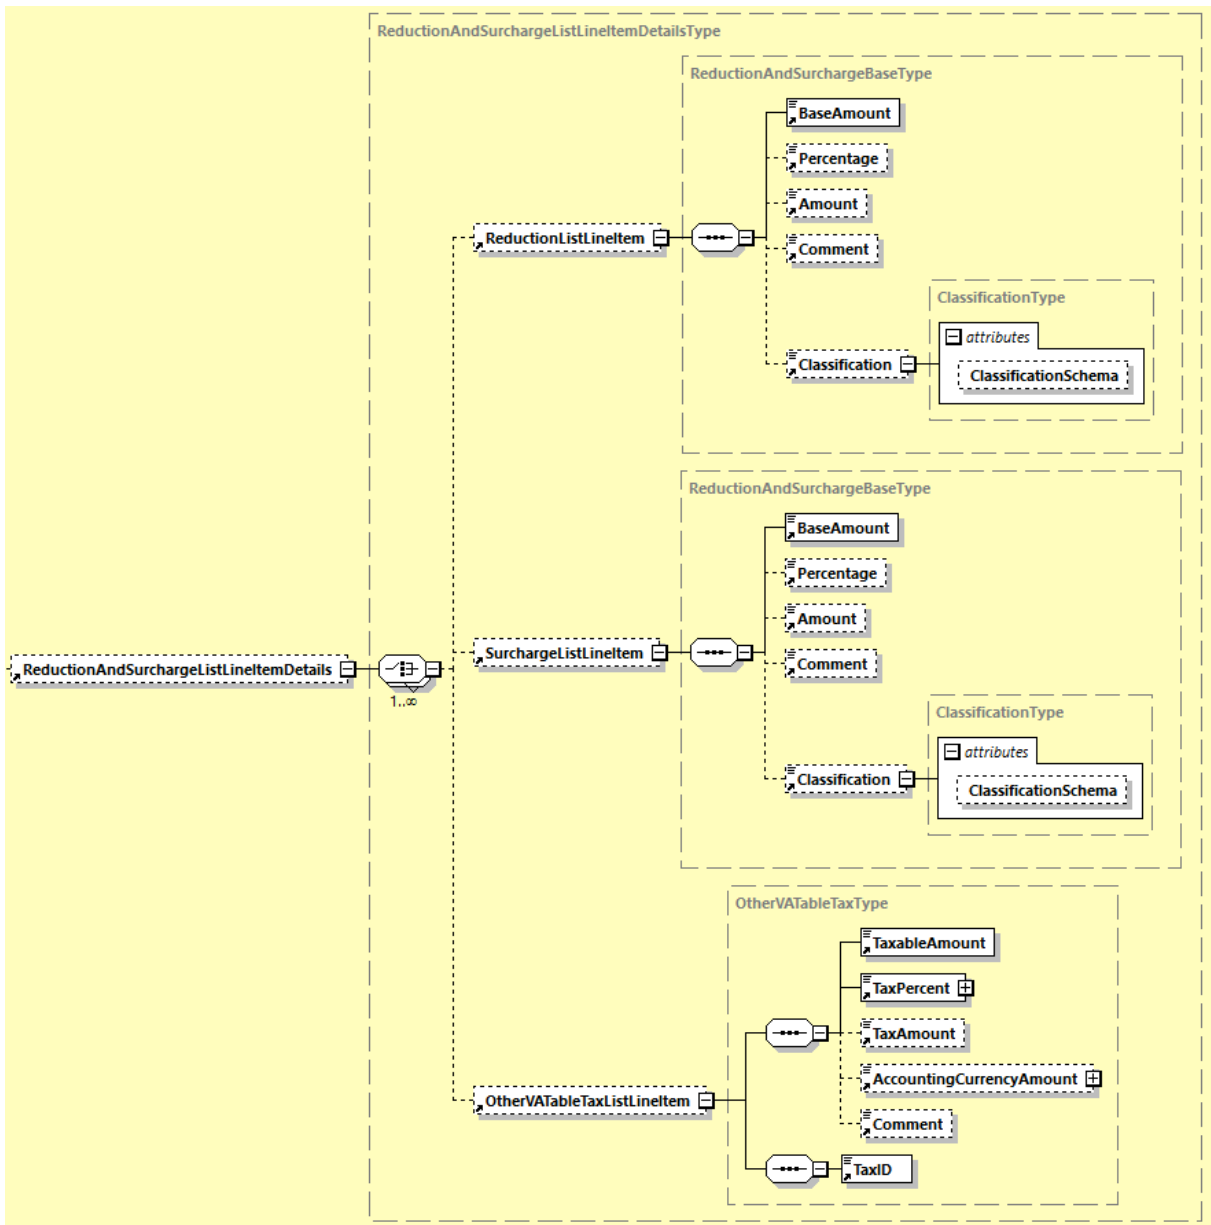 ReductionAndSurchargeListLineItemDetailsType
ReductionAndSurchargeBaseType
BaseAmount
Percentage
Amount
ReductionListLineItem
Comment
ClassificationType
attributes
Classification
ClassificationSchema
ReductionAndSurchargeBaseType
BaseAmount
Percentage
Amount
SurchargeListLineItem
Comment
ReductionAndSurchargeListLineItemDetails
1..∞
ClassificationType
attributes
Classification
ClassificationSchema
OtherVATableTaxType
TaxableAmount
TaxPercent
TaxAmount
AccountingCurrencyAmount
OtherVATableTaxListLineItem
Comment
TaxID